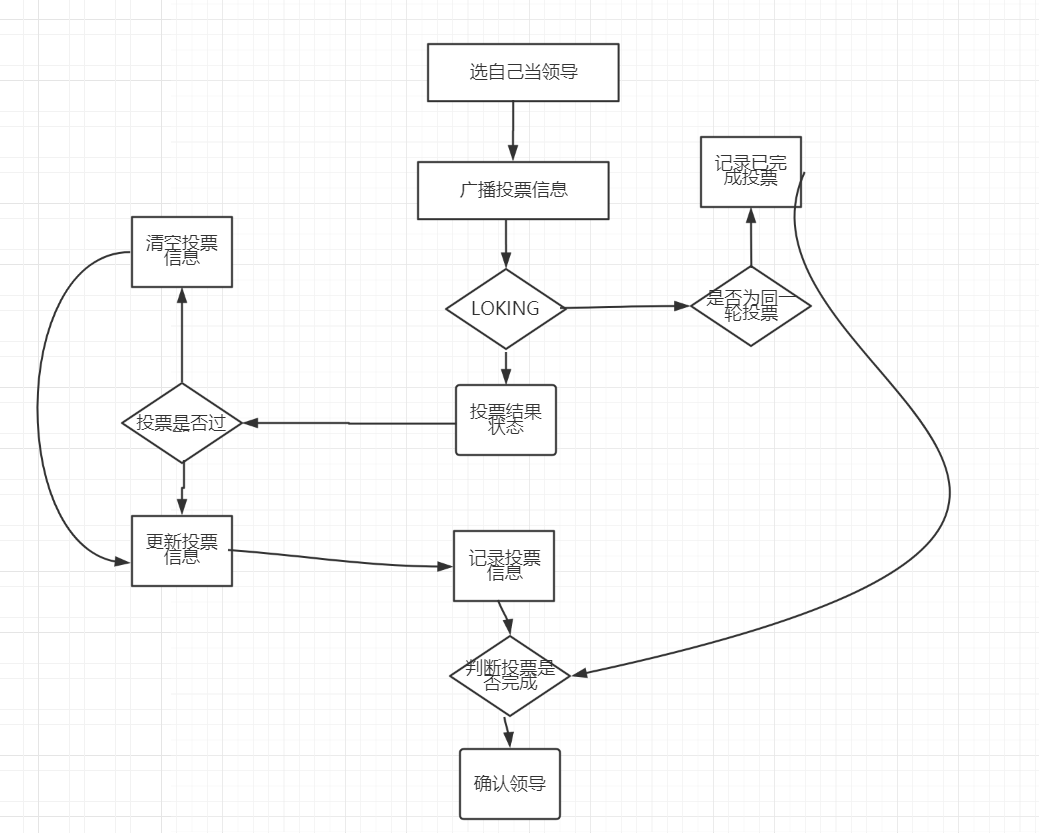 选自己当领导
记录已完
成投票
广播投票信息
清空投票
信息
是否为同一
轮投票
LOKING
投票结果
状态
投票是否过
更新投票
信息
记录投票
信息
判断投票是
否完成
确认领导